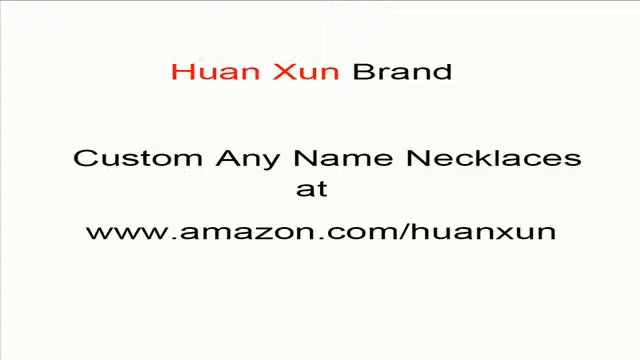 Huan Xun Brand
Custom Any Name Necklaces
at
www.amazon.com/huanxun